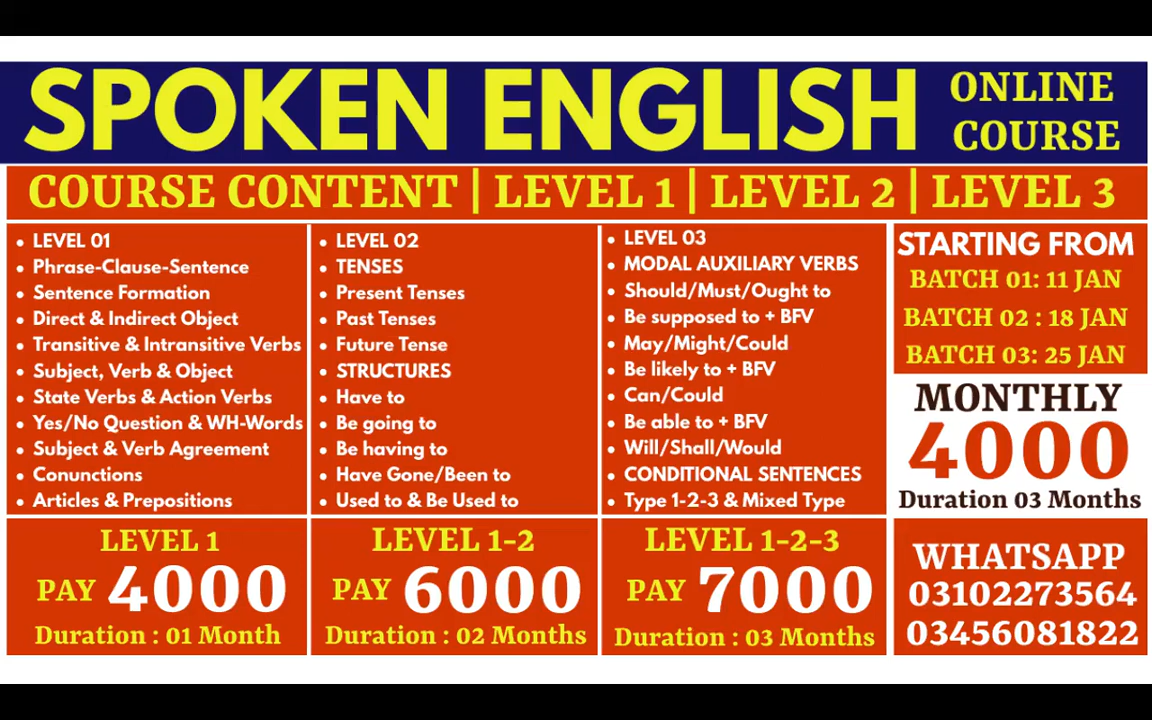 SPOKEN ENGLISH
ONLINE
COURSE
COURSE CONTENT | LEVEL 1 | LEVEL 2 | LEVEL 3
• LEVEL 01
• Phrase-Clause-Sentence
• Sentence Formation
• Direct & Indirect Object
• Transitive & Intransitive Verbs
• Subject, Verb & Object
• State Verbs & Action Verbs
• Yes/No Question & WH-Words
• Subject & Verb Agreement
• Conunctions
• Articles & Prepositions
• LEVEL 02
• TENSES
• Present Tenses
• Past Tenses
• Future Tense
• STRUCTURES
• Have to
• Be going to
• Be having to
• Have Gone/Been to
• Used to & Be Used to
• LEVEL 03
• MODAL AUXILIARY VERBS
• Should/Must/Ought to
• Be supposed to + BFV
• May/Might/Could
• Be likely to + BFV
• Can/Could
• Be able to + BFV
• Will/Shall/Would
• CONDITIONAL SENTENCES
• Type 1-2-3 & Mixed Type
STARTING FROM
BATCH 01: 11 JAN
BATCH 02 : 18 JAN
BATCH 03: 25 JAN
MONTHLY
4000
Duration 03 Months
LEVEL 1
PAY 4000
Duration : 01 Month
LEVEL 1-2
PAY 6000
Duration : 02 Months
LEVEL 1-2-3
PAY 7000
Duration : 03 Months
WHATSAPP
03102273564
03456081822